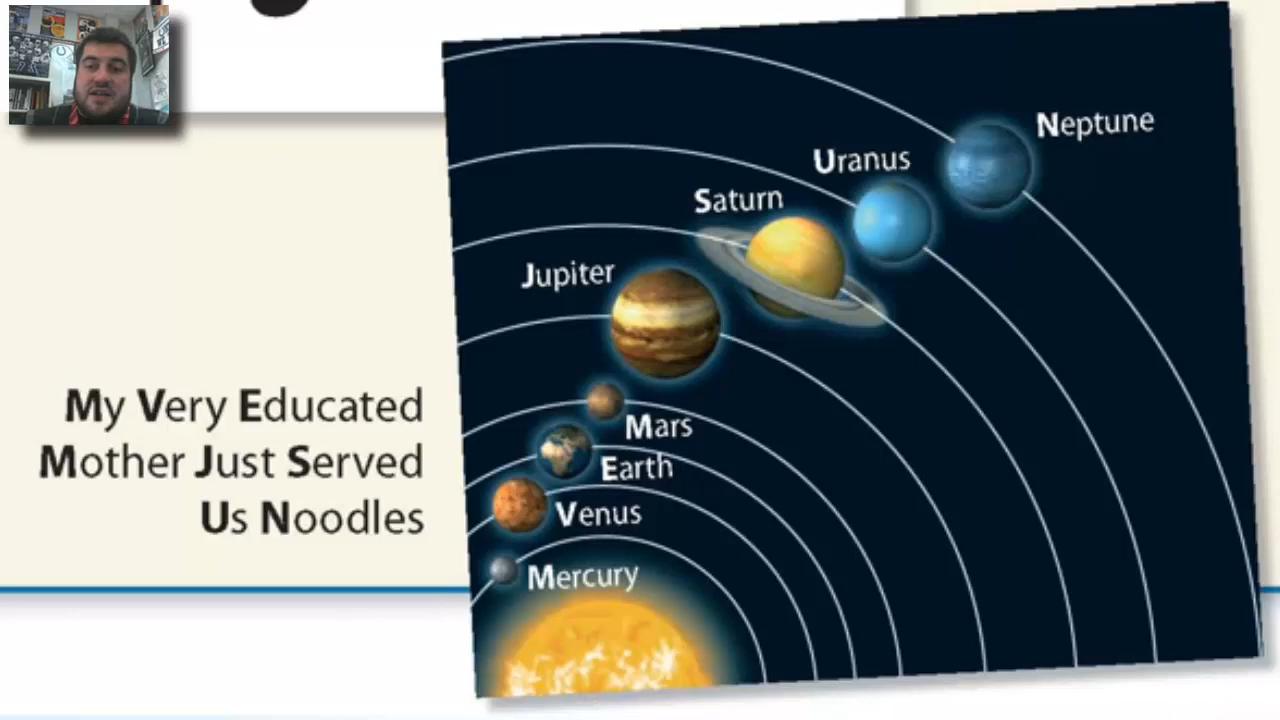 My Very Educated
Mother Just Served
Us Noodles
Neptune
Uranus
Saturn
Jupiter
Mars
Earth
Venus
Mercury